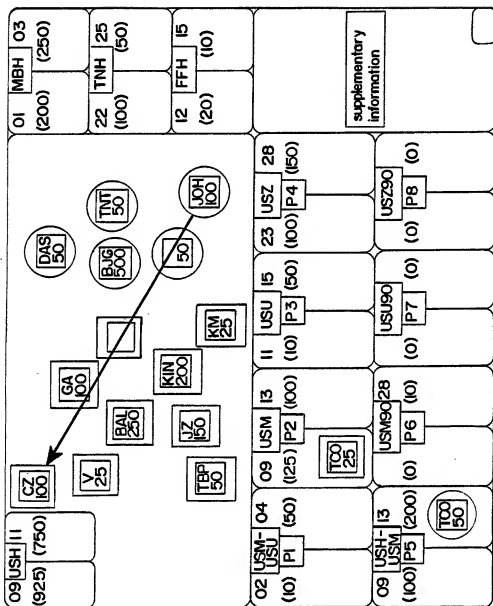 09 USH 11
(925) (750)
01 MBH 03
(200) (250)
CZ
100
DAS
50
GA
100
V
25
22 TNH 25
(100) (50)
TNT
50
BJG
500
BAL
250
12 FFH 15
(20) (10)
KIN
200
50
JZ
150
JOH
100
TBP
50
KM
25
02 USM-USU 04
(10) P1 (50)
09 USM 13
(125) P2 (100)
TCO
25
11 USU 15
(10) P3 (50)
23 USZ 28
(100) P4 (150)
supplementary
information
09 USH-USM 13
(100) P5 (200)
TCO
50
USM90 28
(0) P6 (10)
USU90
(0) P7 (0)
USZ90
(0) P8 (0)